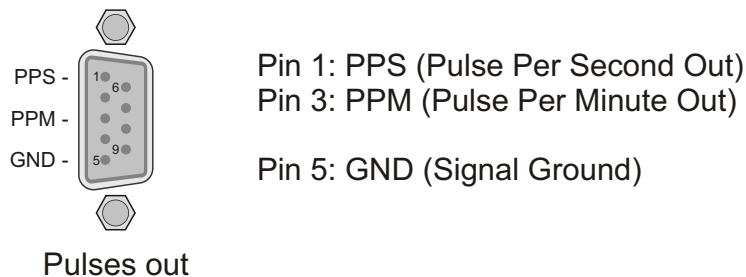 PPS -
PPM -
GND -
1
6
9
5
Pin 1: PPS (Pulse Per Second Out)
Pin 3: PPM (Pulse Per Minute Out)
Pin 5: GND (Signal Ground)
Pulses out